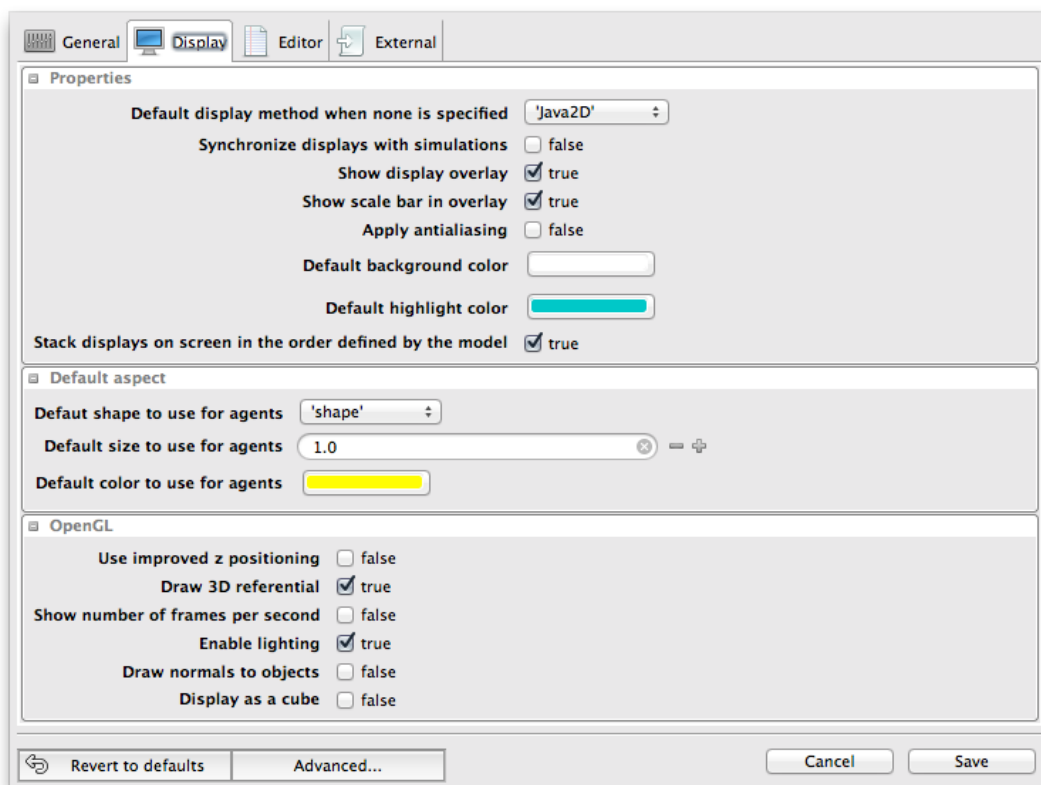 General Display Editor External
Properties
Default display method when none is specified 'Java2D'
Synchronize displays with simulations false
Show display overlay true
Show scale bar in overlay true
Apply antialiasing false
Default background color
Default highlight color
Stack displays on screen in the order defined by the model true
Default aspect
Defaut shape to use for agents 'shape'
Default size to use for agents 1.0
Default color to use for agents
OpenGL
Use improved z positioning false
Draw 3D referential true
Show number of frames per second false
Enable lighting true
Draw normals to objects false
Display as a cube false
Revert to defaults Advanced... Cancel Save